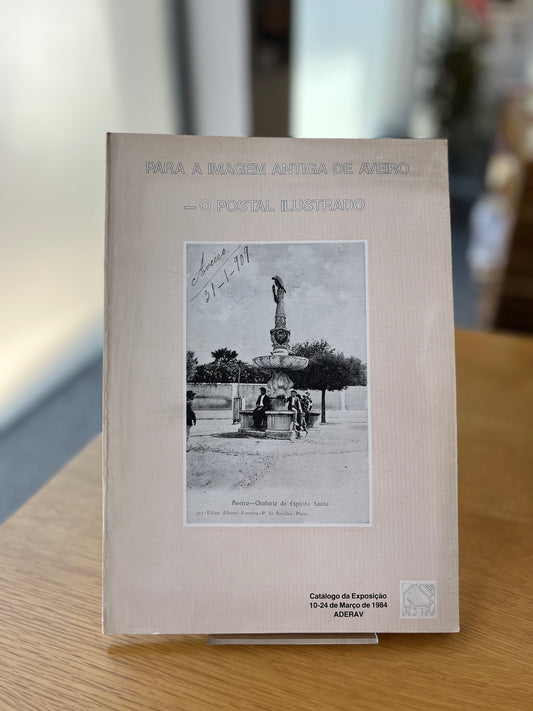 PARA A IMAGEM ANTIGA DE AVEIRO
— O POSTAL ILUSTRADO
Aveiro
31-1-909.
Aveiro—Chafariz do Espirito Santo
Editor Alberto Ferreira-P. da Batalha-Porto
Catálogo da Exposição
10-24 de Março de 1984
ADERAV